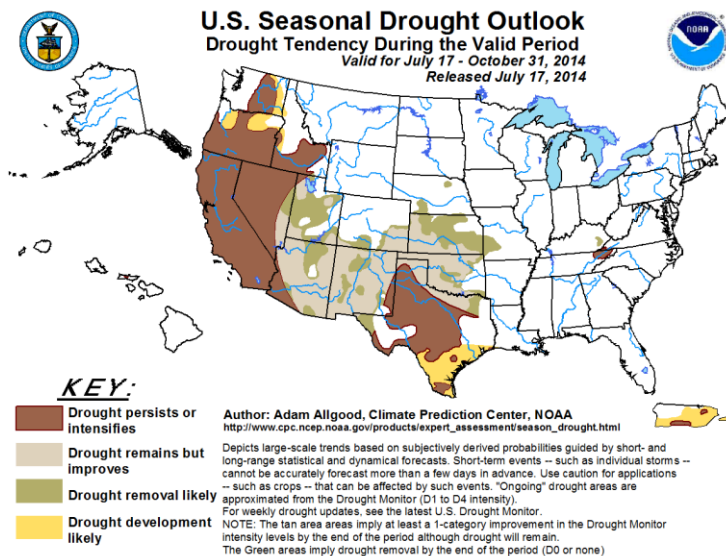 U.S. Seasonal Drought Outlook
Drought Tendency During the Valid Period
Valid for July 17 - October 31, 2014
Released July 17, 2014
NOAA
KEY:
Drought persists or
intensifies
Drought remains but
improves
Drought removal likely
Drought development
likely
Author: Adam Allgood, Climate Prediction Center, NOAA
http://www.cpc.ncep.noaa.gov/products/expert_assessment/season_drought.html
Depicts large-scale trends based on subjectively derived probabilities guided by short- and
long-range statistical and dynamical forecasts. Short-term events -- such as individual storms --
cannot be accurately forecast more than a few days in advance. Use caution for applications
-- such as crops -- that can be affected by such events. "Ongoing" drought areas are
approximated from the Drought Monitor (D1 to D4 intensity).
For weekly drought updates, see the latest U.S. Drought Monitor.
NOTE: The tan area areas imply at least a 1-category improvement in the Drought Monitor
intensity levels by the end of the period although drought will remain.
The Green areas imply drought removal by the end of the period (D0 or none)